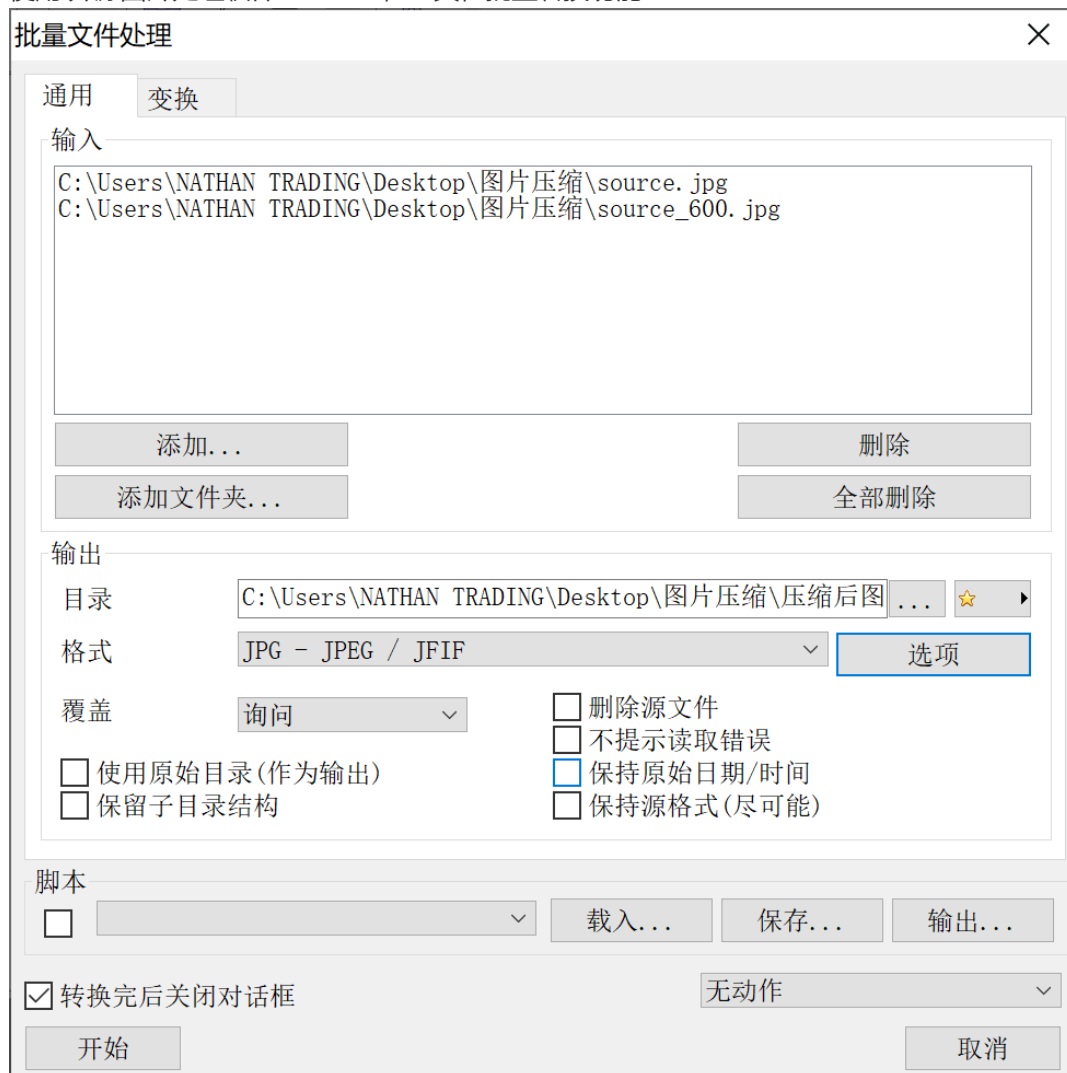 批量文件处理
通用 变换
输入
C:\Users\NATHAN TRADING\Desktop\图片压缩\source.jpg
C:\Users\NATHAN TRADING\Desktop\图片压缩\source_600.jpg
添加... 删除
添加文件夹... 全部删除
输出
目录 C:\Users\NATHAN TRADING\Desktop\图片压缩\压缩后图 ...
格式 JPG - JPEG / JFIF 选项
覆盖 询问 删除源文件
不提示读取错误
使用原始目录(作为输出) 保持原始日期/时间
保留子目录结构 保持源格式(尽可能)
脚本
载入... 保存... 输出...
转换完后关闭对话框 无动作
开始 取消